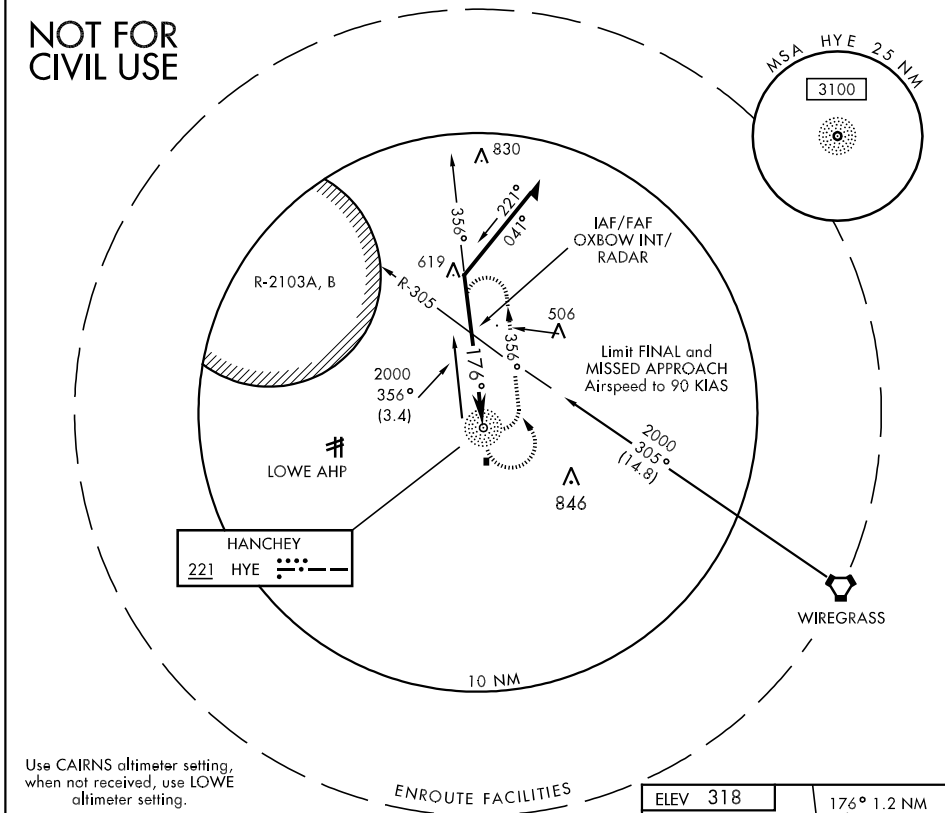 NOT FOR
CIVIL USE
MSA HYE 25 NM
3100
830
356°
221°
041°
IAF/FAF
OXBOW INT/
RADAR
619
R-2103A, B
R-305
506
356°
Limit FINAL and
MISSED APPROACH
Airspeed to 90 KIAS
176°
2000
356°
(3.4)
2000
305°
(14.8)
LOWE AHP
846
HANCHEY
221 HYE
WIREGRASS
10 NM
Use CAIRNS altimeter setting,
when not received, use LOWE
altimeter setting.
ENROUTE FACILITIES
ELEV 318
176° 1.2 NM